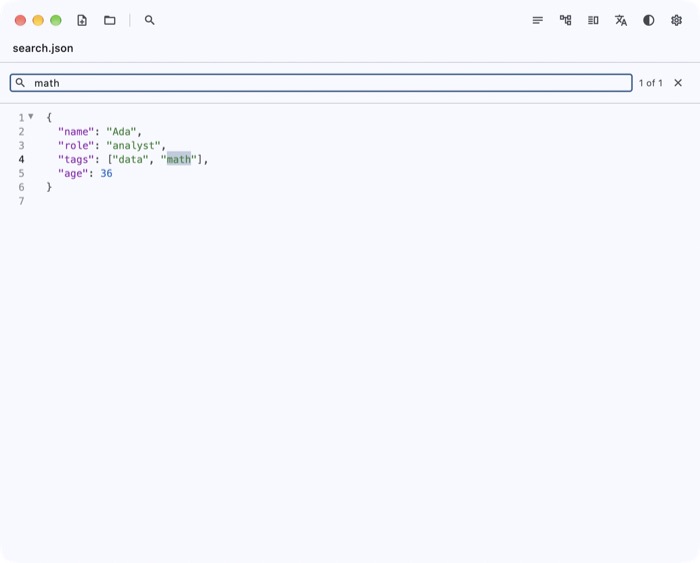 search.json
math
1 of 1
1 {
2 "name": "Ada",
3 "role": "analyst",
4 "tags": ["data", "math"],
5 "age": 36
6 }
7